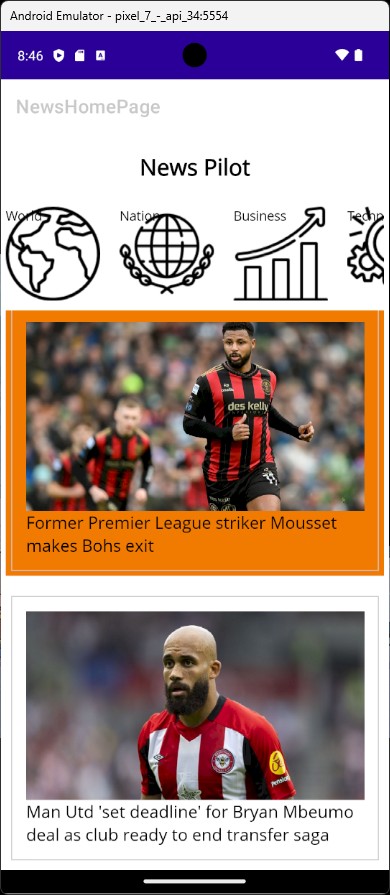 Android Emulator - pixel_7_-_api_34:5554
8:46
A
NewsHomePage
News Pilot
World
Nation
Business
Techn
des kelly
Former Premier League striker Mousset
makes Bohs exit
Man Utd 'set deadline' for Bryan Mbeumo
deal as club ready to end transfer saga